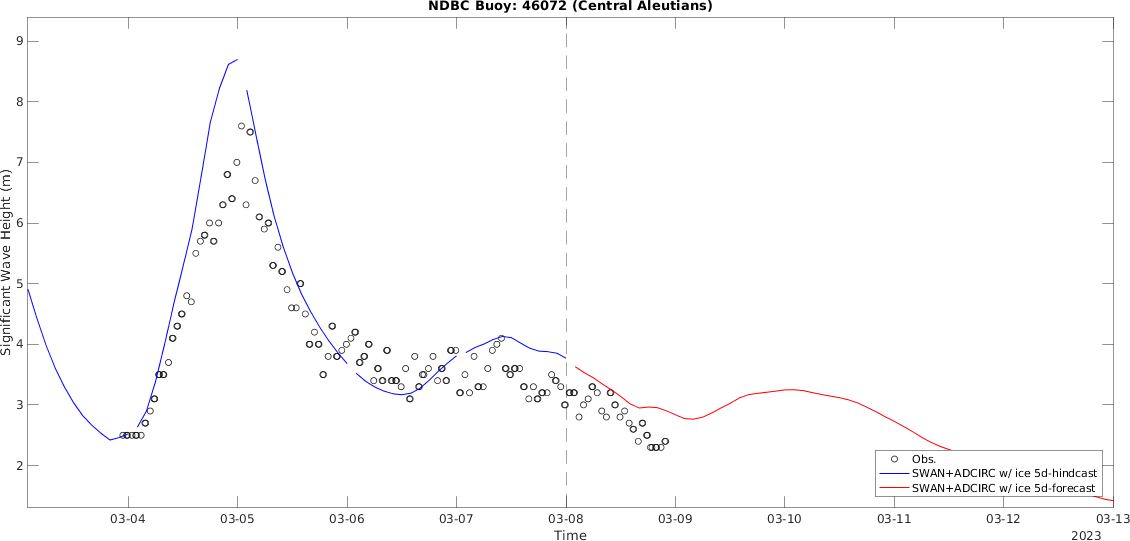 NDBC Buoy: 46072 (Central Aleutians)
Significant Wave Height (m)
9
8
7
6
5
4
3
2
Obs.
SWAN+ADCIRC w/ ice 5d-hindcast
SWAN+ADCIRC w/ ice 5d-forecast
03-04 03-05 03-06 03-07 03-08 03-09 03-10 03-11 03-12 03-13
Time
2023